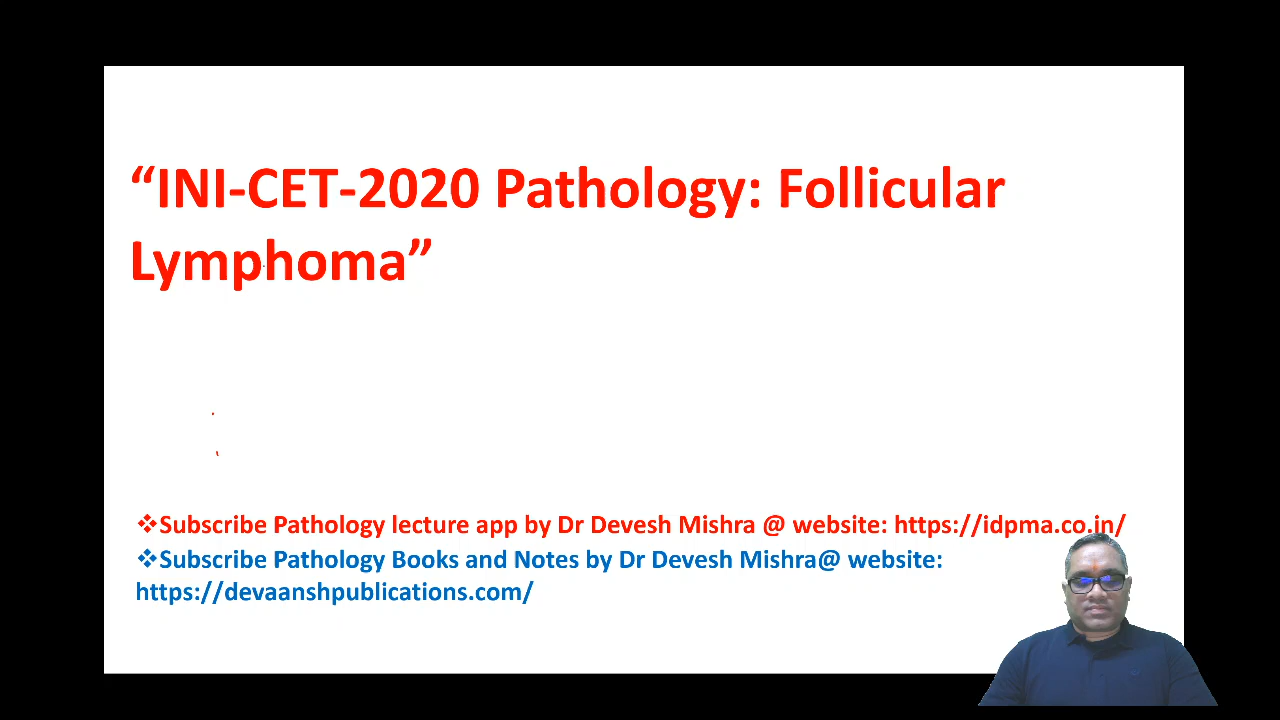 “INI-CET-2020 Pathology: Follicular
Lymphoma”
❖Subscribe Pathology lecture app by Dr Devesh Mishra @ website: https://idpma.co.in/
❖Subscribe Pathology Books and Notes by Dr Devesh Mishra@ website:
https://devaanshpublications.com/